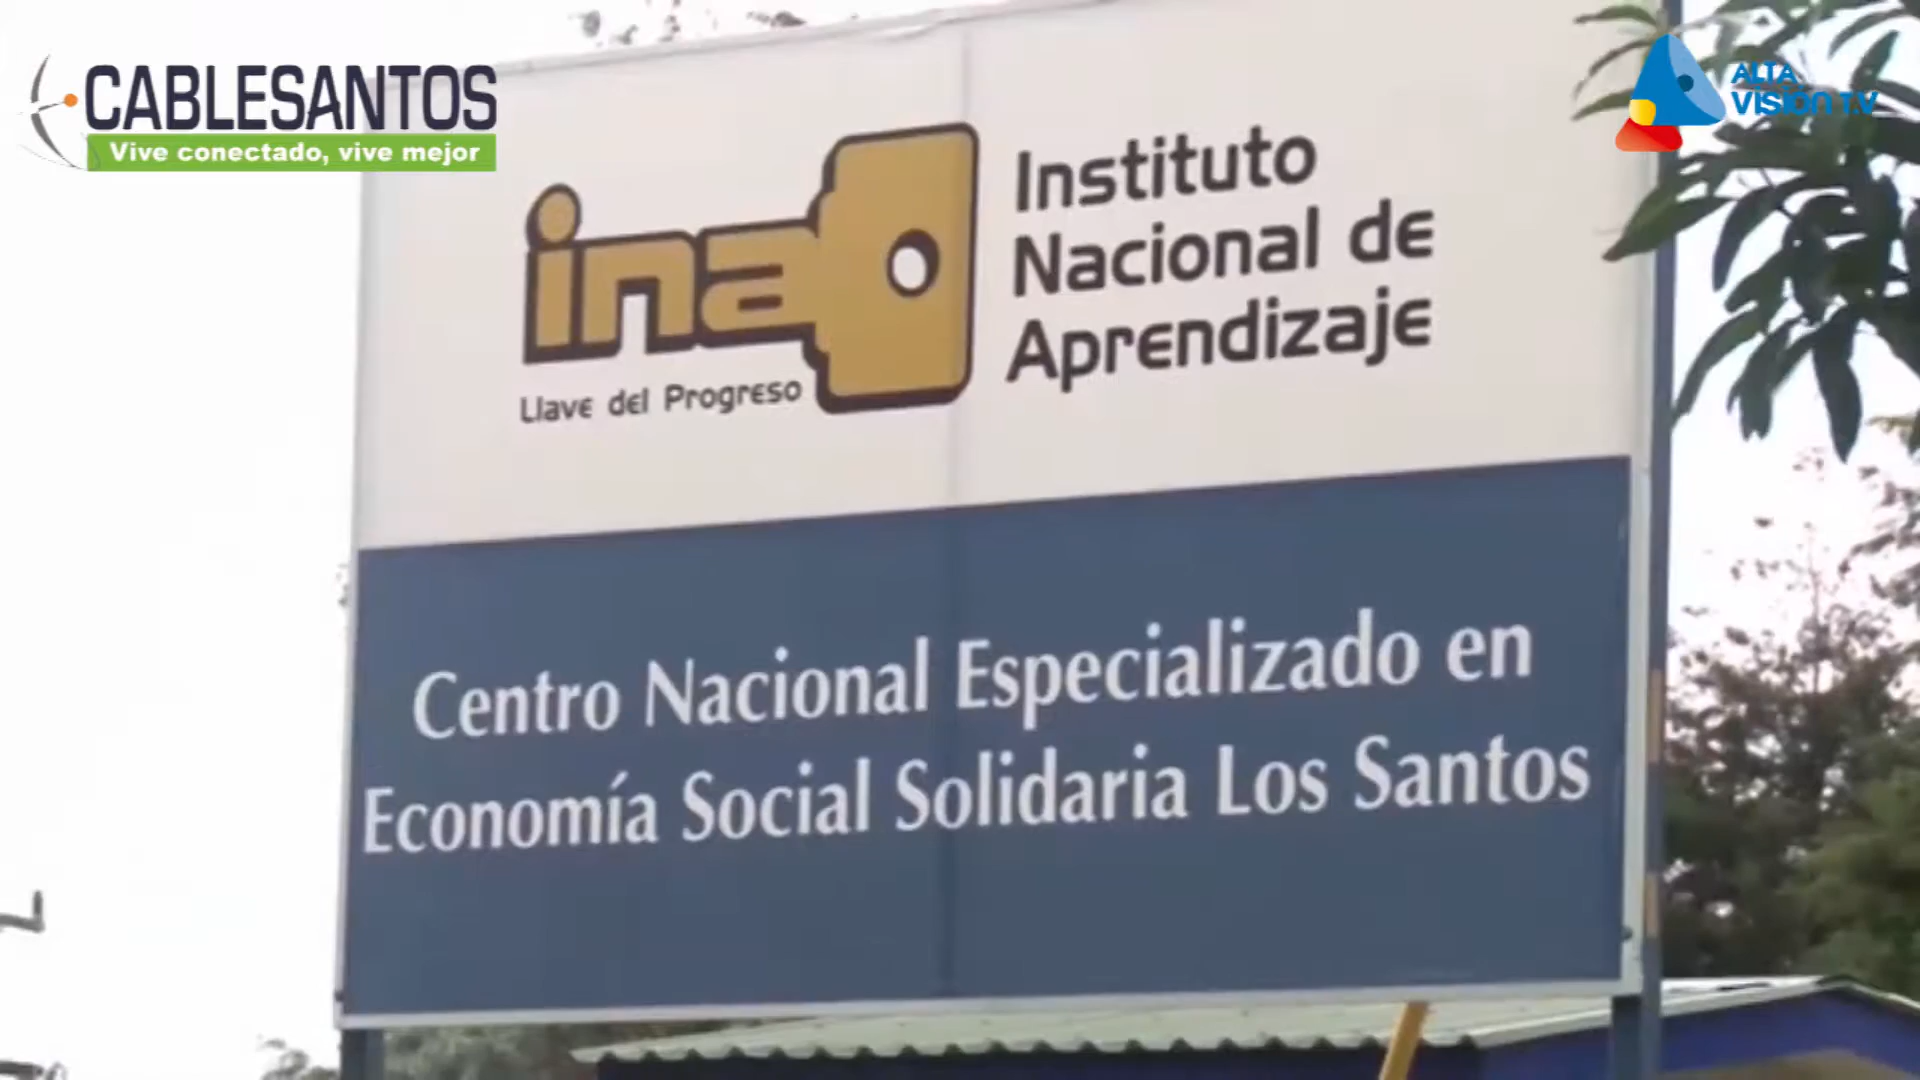 CABLESANTOS
Vive conectado, vive mejor
ALTA
VISION TV
ina
Llave del Progreso
Instituto
Nacional de
Aprendizaje
Centro Nacional Especializado en
Economía Social Solidaria Los Santos